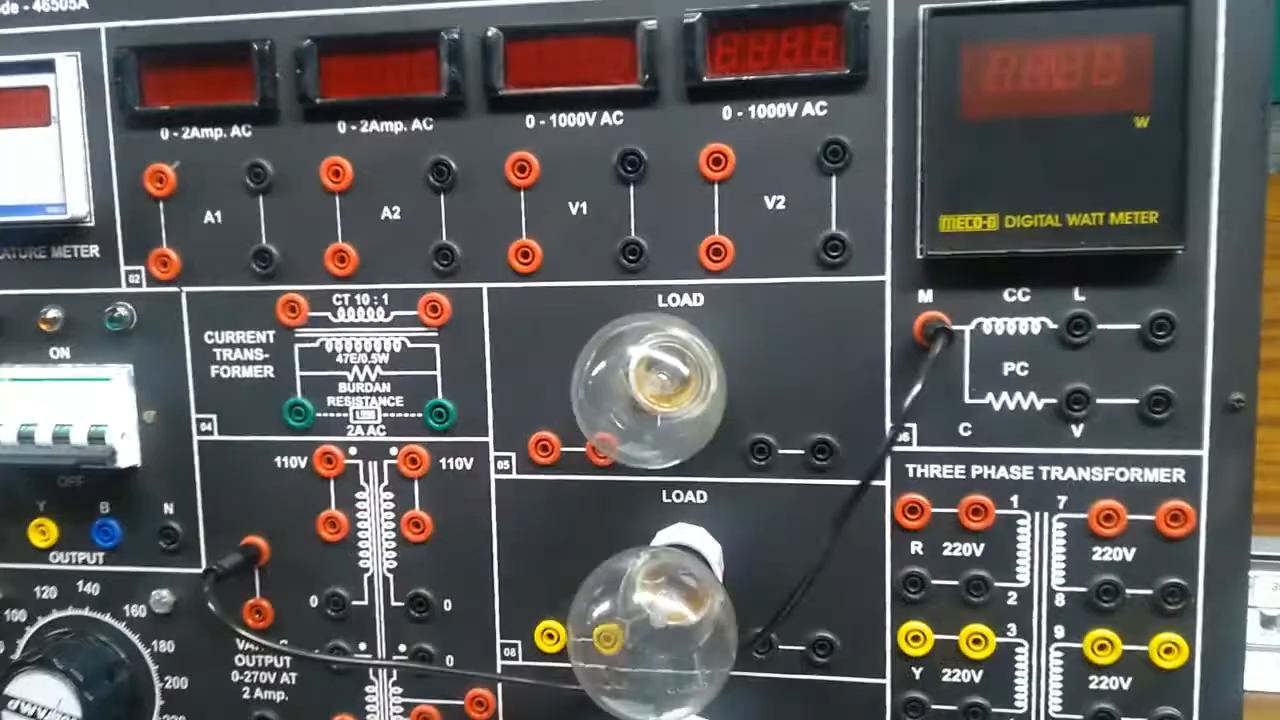 de - 46505A
0 - 2Amp. AC
0 - 2Amp. AC
0 - 1000V AC
0 - 1000V AC
W
A1
A2
V1
V2
MECO-G DIGITAL WATT METER
ATURE METER
02
M
CC
L
PC
C
V
06
ON
OFF
Y
B
N
OUTPUT
CURRENT
TRANS-
FORMER
CT 10 : 1
47E/0.5W
BURDAN
RESISTANCE
2A AC
04
LOAD
05
LOAD
08
110V
110V
0
0
0
OUTPUT
0-270V AT
2 Amp.
100
120
140
160
180
200
THREE PHASE TRANSFORMER
1
7
R
220V
220V
2
8
3
9
Y
220V
220V